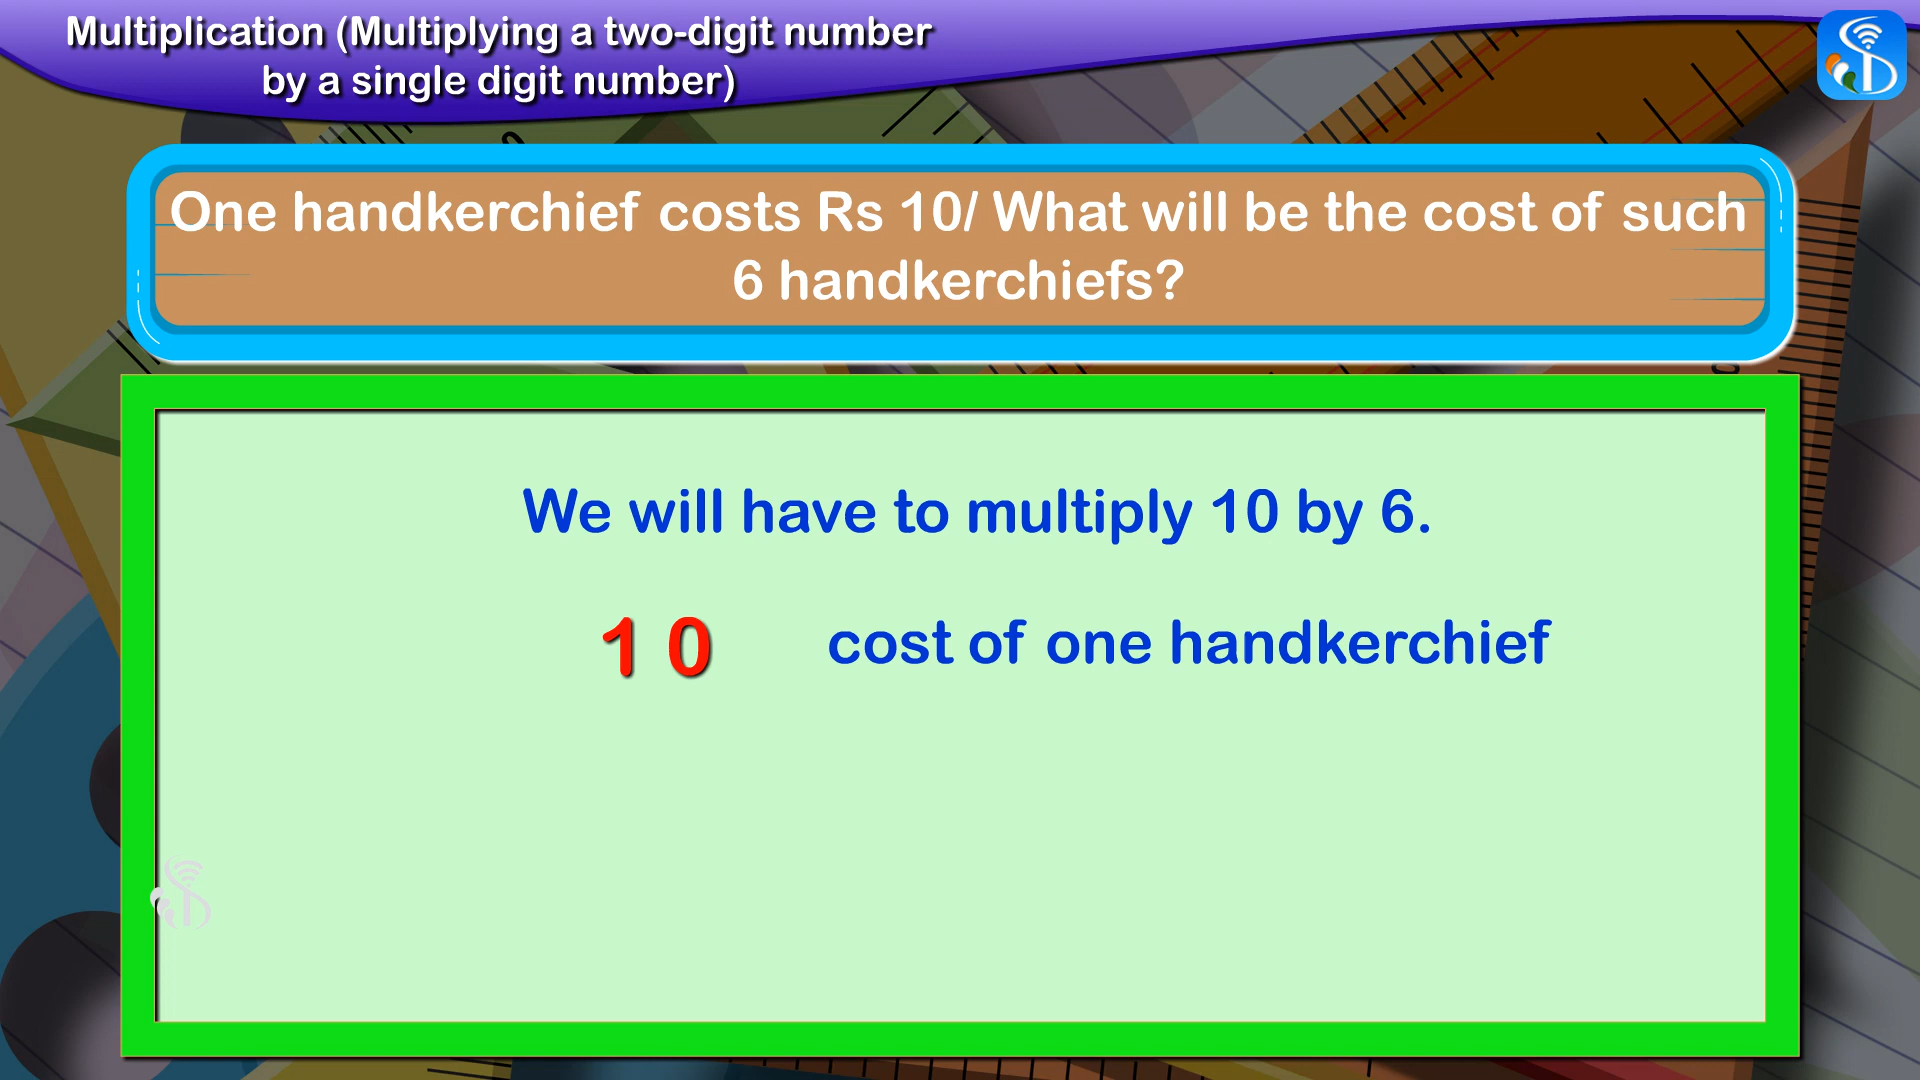 Multiplication (Multiplying a two-digit number
by a single digit number)
One handkerchief costs Rs 10/ What will be the cost of such
6 handkerchiefs?
We will have to multiply 10 by 6.
1 0 cost of one handkerchief